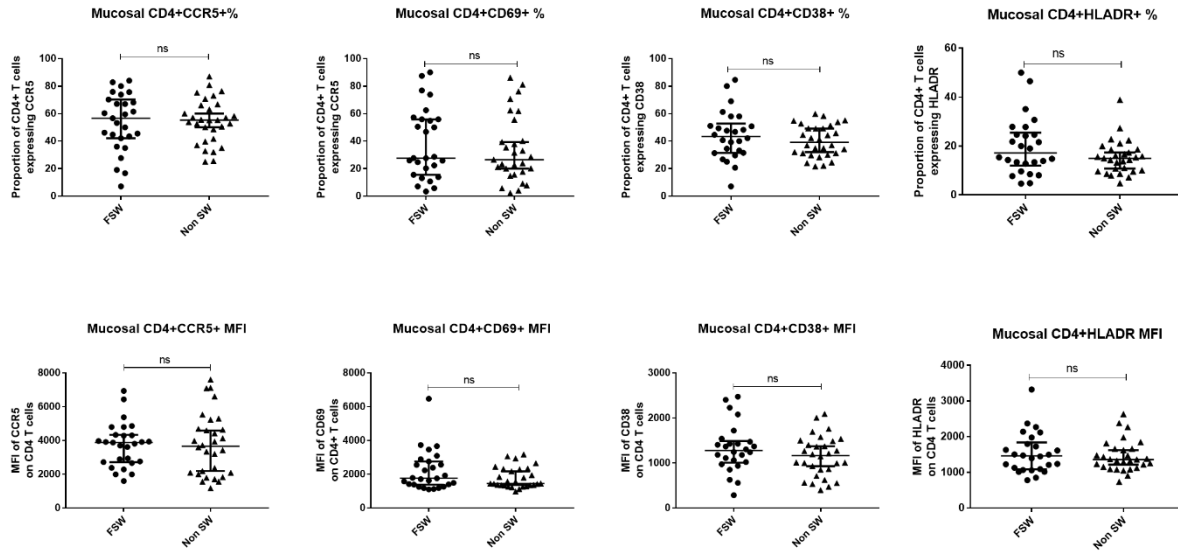 Mucosal CD4+CCR5+%
Proportion of CD4+ T cells
expressing CCR5
100
80
60
40
20
0
ns
FSW
Non SW
Mucosal CD4+CD69+ %
Proportion of CD4+ T cells
expressing CCR5
100
80
60
40
20
0
ns
FSW
Non SW
Mucosal CD4+CD38+ %
Proportion of CD4+ T cells
expressing CD38
100
80
60
40
20
0
ns
FSW
Non SW
Mucosal CD4+HLADR+ %
Proportion of CD4+ T cells
expressing HLADR
60
40
20
0
ns
FSW
Non SW
Mucosal CD4+CCR5+ MFI
MFI of CCR5
on CD4 T cells
8000
6000
4000
2000
0
ns
FSW
Non SW
Mucosal CD4+CD69+ MFI
MFI of CD69
on CD4+ T cells
8000
6000
4000
2000
0
ns
FSW
Non SW
Mucosal CD4+CD38+ MFI
MFI of CD38
on CD4 T cells
3000
2000
1000
0
ns
FSW
Non SW
Mucosal CD4+HLADR MFI
MFI of HLADR
on CD4 T cells
4000
3000
2000
1000
0
ns
FSW
Non SW